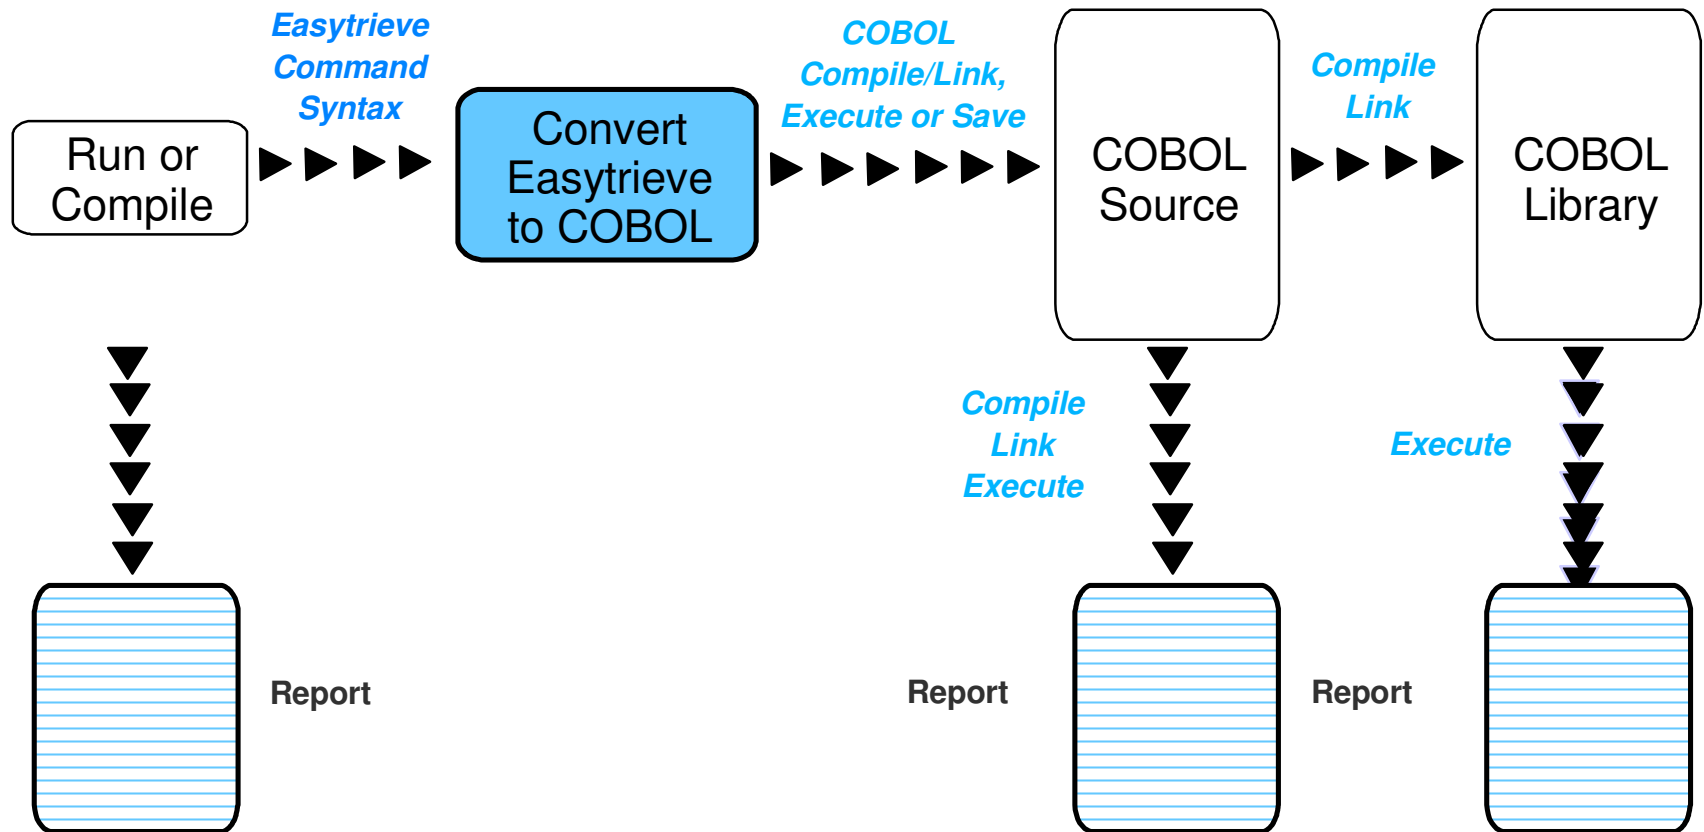 Easytrieve
Command
Syntax
COBOL
Compile/Link,
Execute or Save
Compile
Link
Run or
Compile
Convert
Easytrieve
to COBOL
COBOL
Source
COBOL
Library
Compile
Link
Execute
Execute
Report
Report
Report